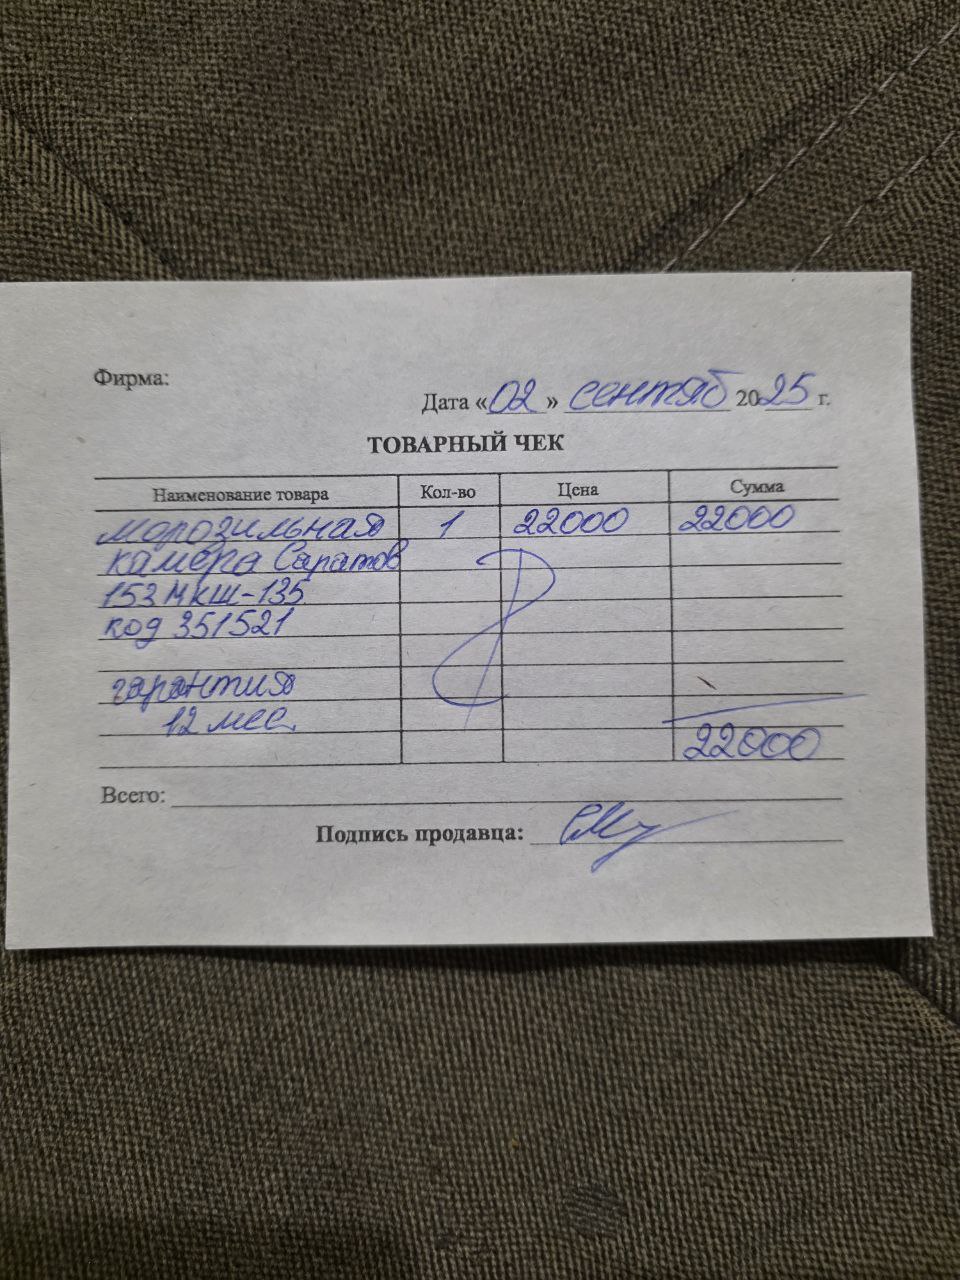 Фирма:
Дата «02» сентяб 2025 г.
ТОВАРНЫЙ ЧЕК
Наименование товара Кол-во Цена Сумма
морозильная 1 22000 22000
камера Саратов
153 МКШ-135
код 351521
гарантия
12 мес.
22000
Всего:
Подпись продавца: